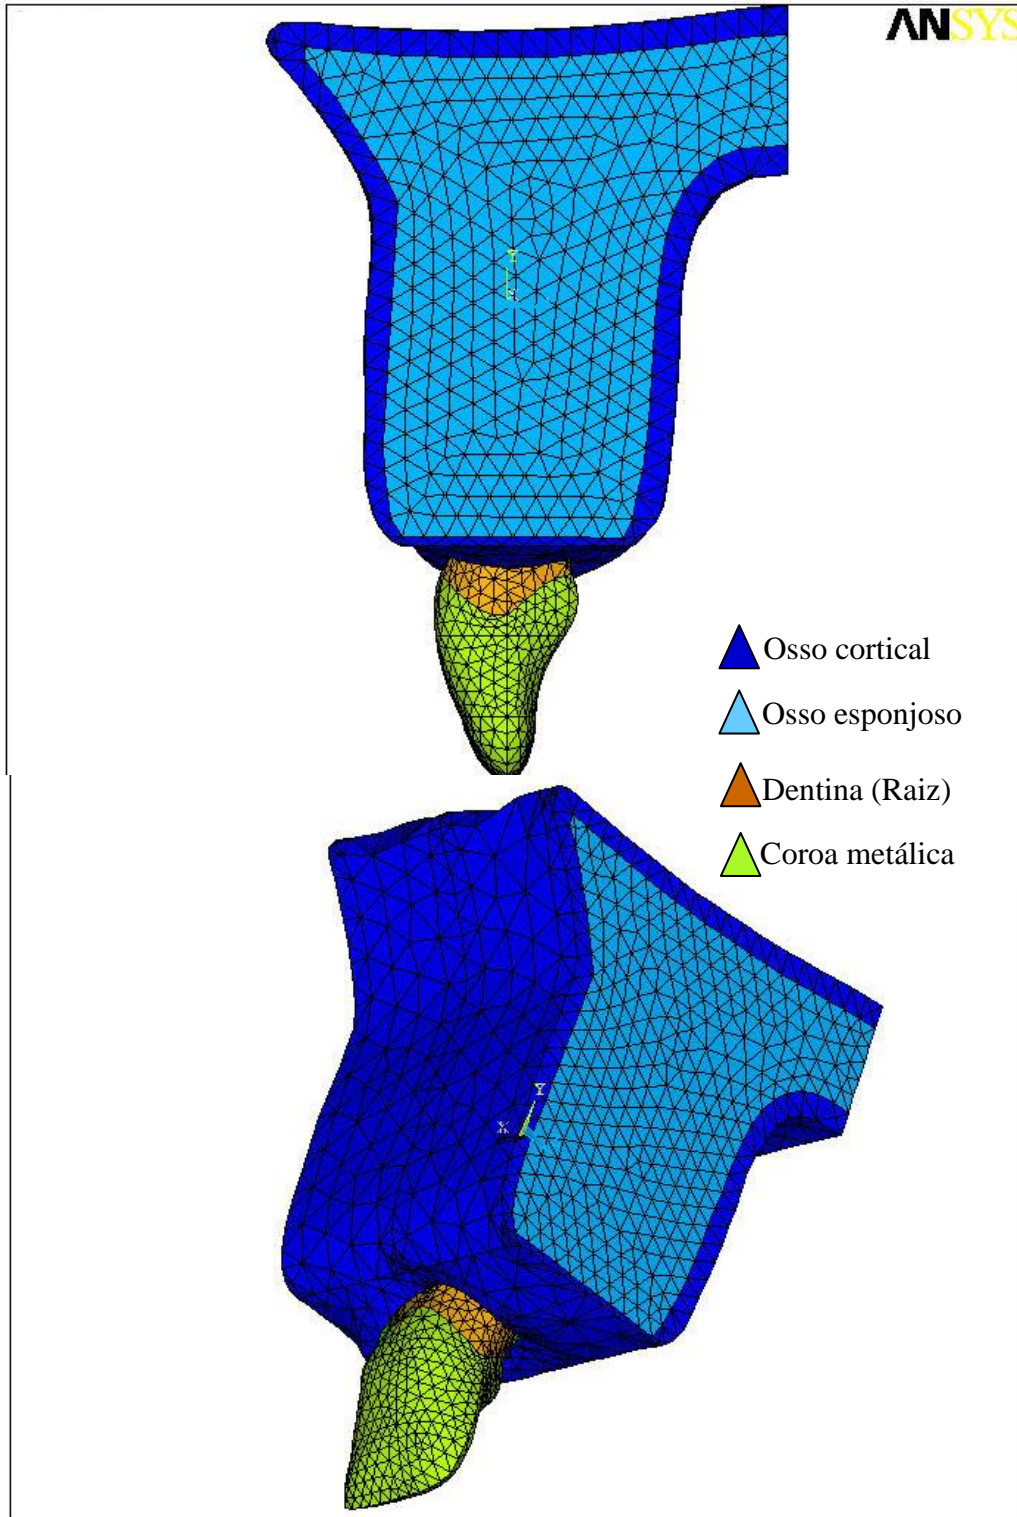 ANSYS
Y
X
Osso cortical
Osso esponjoso
Dentina (Raiz)
Coroa metálica
Y
X